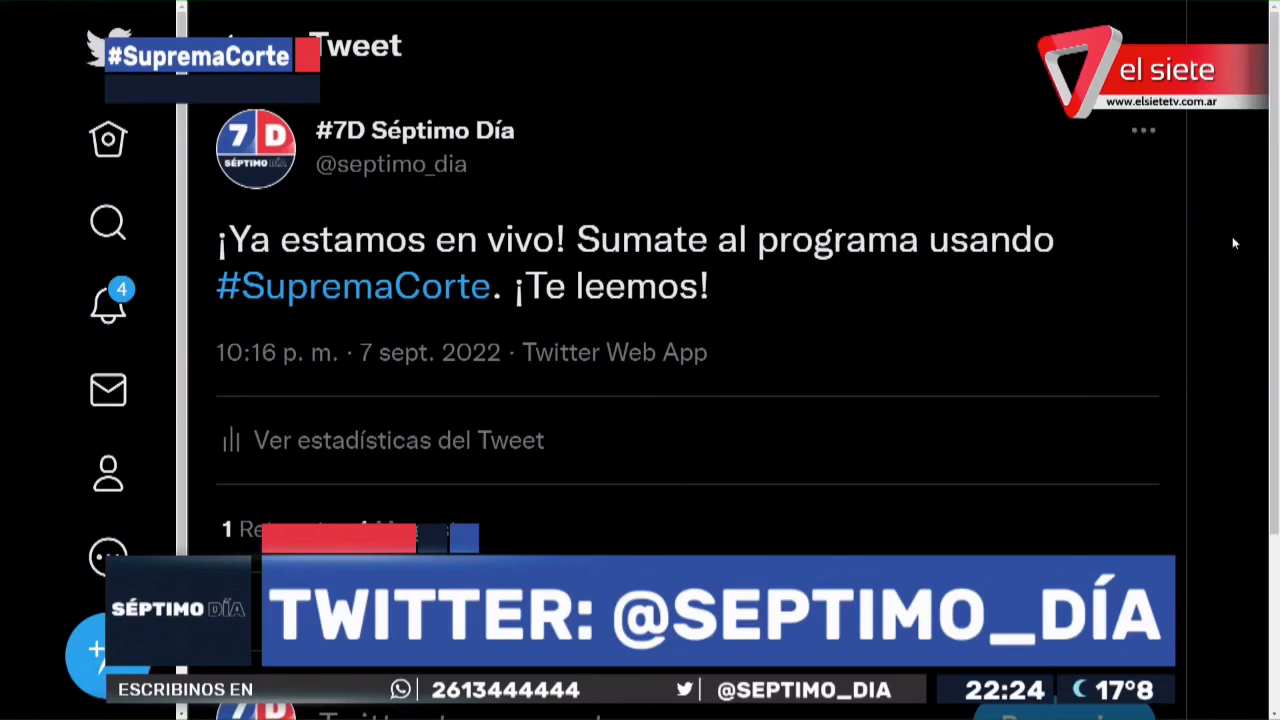 #SupremaCorte
Tweet
el siete
www.elsietetv.com.ar
7 D
SÉPTIMO DÍA
#7D Séptimo Día
@septimo_dia
¡Ya estamos en vivo! Sumate al programa usando
#SupremaCorte. ¡Te leemos!
4
10:16 p. m. · 7 sept. 2022 · Twitter Web App
Ver estadísticas del Tweet
1
SÉPTIMO DÍA
TWITTER: @SEPTIMO_DÍA
ESCRIBINOS EN 2613444444 @SEPTIMO_DIA 22:24 17°8
7 D